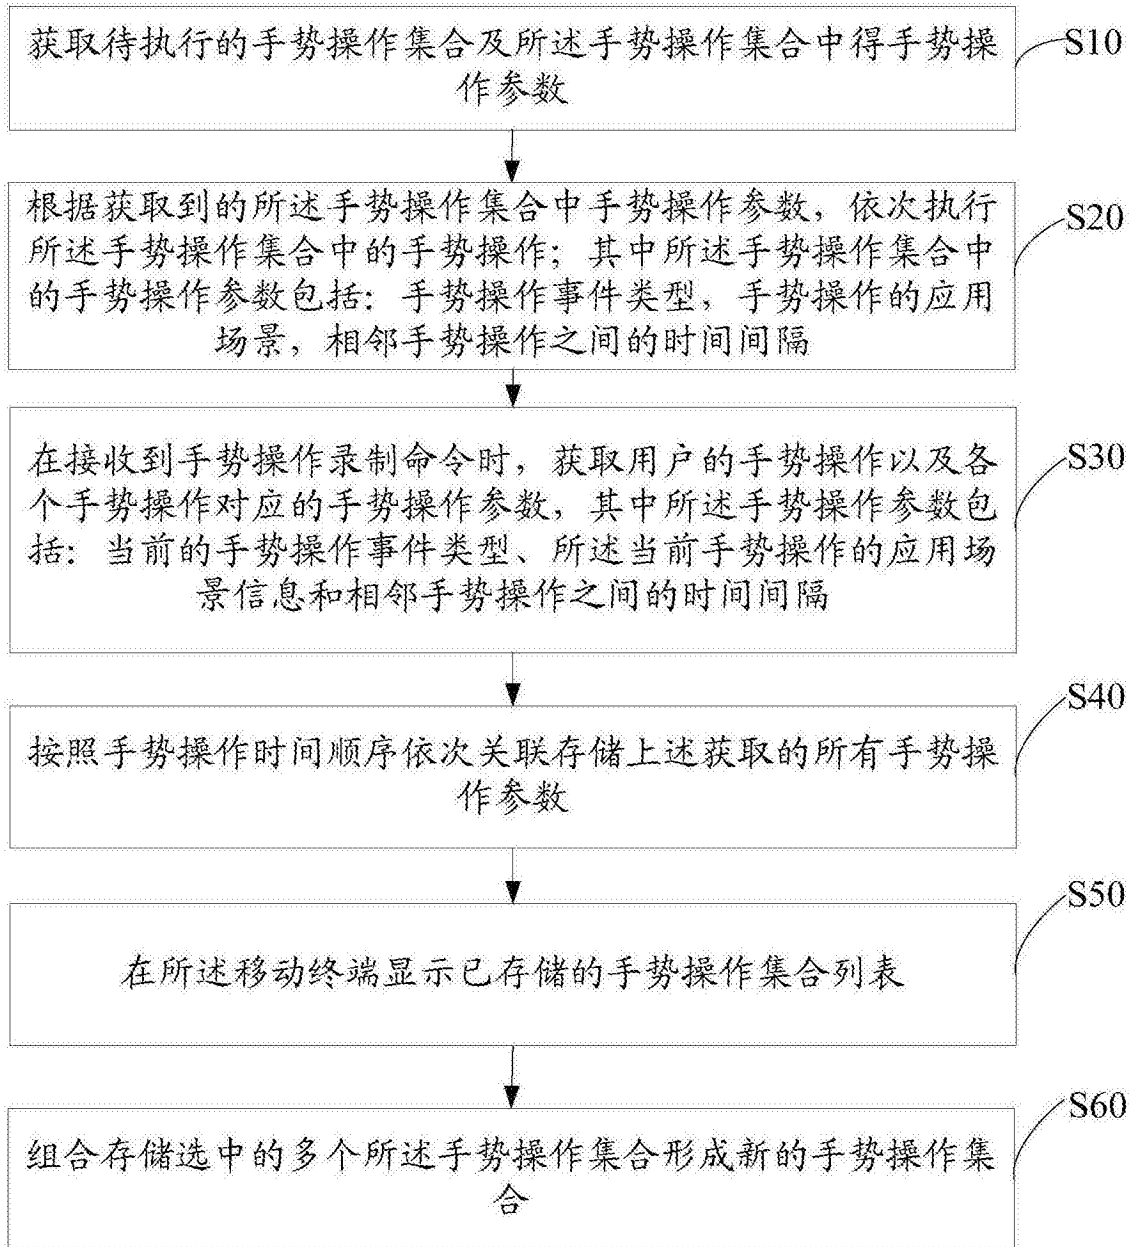 获取待执行的手势操作集合及所述手势操作集合中得手势操
作参数
S10
根据获取到的所述手势操作集合中手势操作参数，依次执行
所述手势操作集合中的手势操作；其中所述手势操作集合中
的手势操作参数包括：手势操作事件类型，手势操作的应用
场景，相邻手势操作之间的时间间隔
S20
在接收到手势操作录制命令时，获取用户的手势操作以及各
个手势操作对应的手势操作参数，其中所述手势操作参数包
括：当前的手势操作事件类型、所述当前手势操作的应用场
景信息和相邻手势操作之间的时间间隔
S30
按照手势操作时间顺序依次关联存储上述获取的所有手势操
作参数
S40
在所述移动终端显示已存储的手势操作集合列表
S50
组合存储选中的多个所述手势操作集合形成新的手势操作集
合
S60